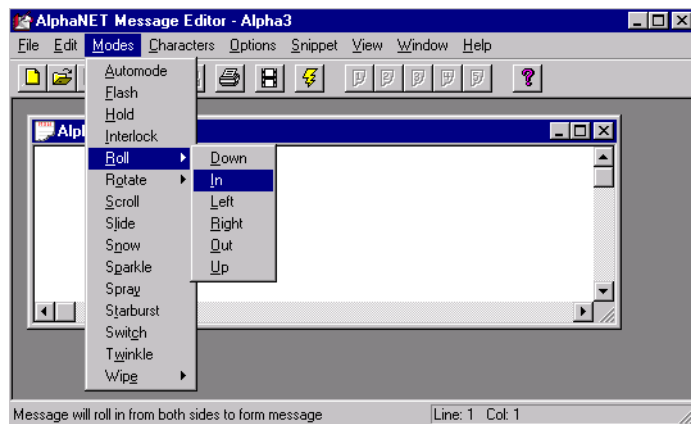 AlphaNET Message Editor - Alpha3
File Edit Modes Characters Options Snippet View Window Help
Automode
Flash
Hold
Alp
Interlock
Roll
Down
Rotate
In
Scroll
Left
Slide
Right
Snow
Out
Sparkle
Up
Spray
Starburst
Switch
Twinkle
Wipe
Message will roll in from both sides to form message Line: 1 Col: 1